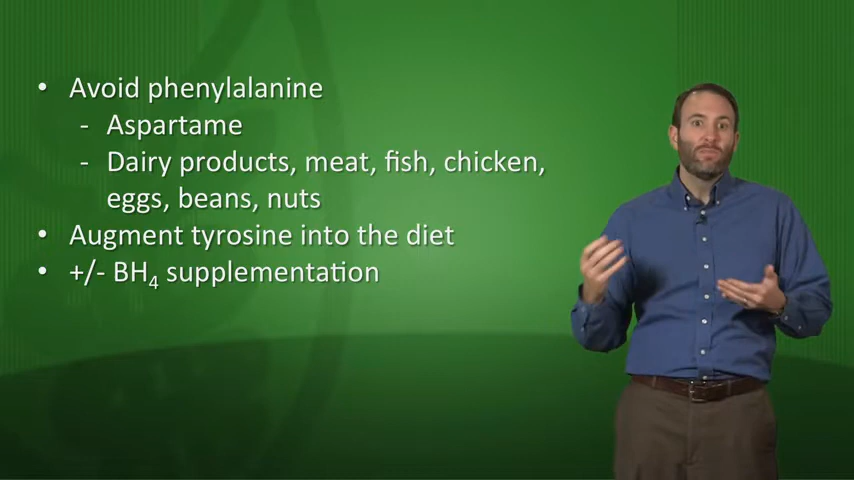 • Avoid phenylalanine
- Aspartame
- Dairy products, meat, fish, chicken,
eggs, beans, nuts
• Augment tyrosine into the diet
• +/- BH₄ supplementation